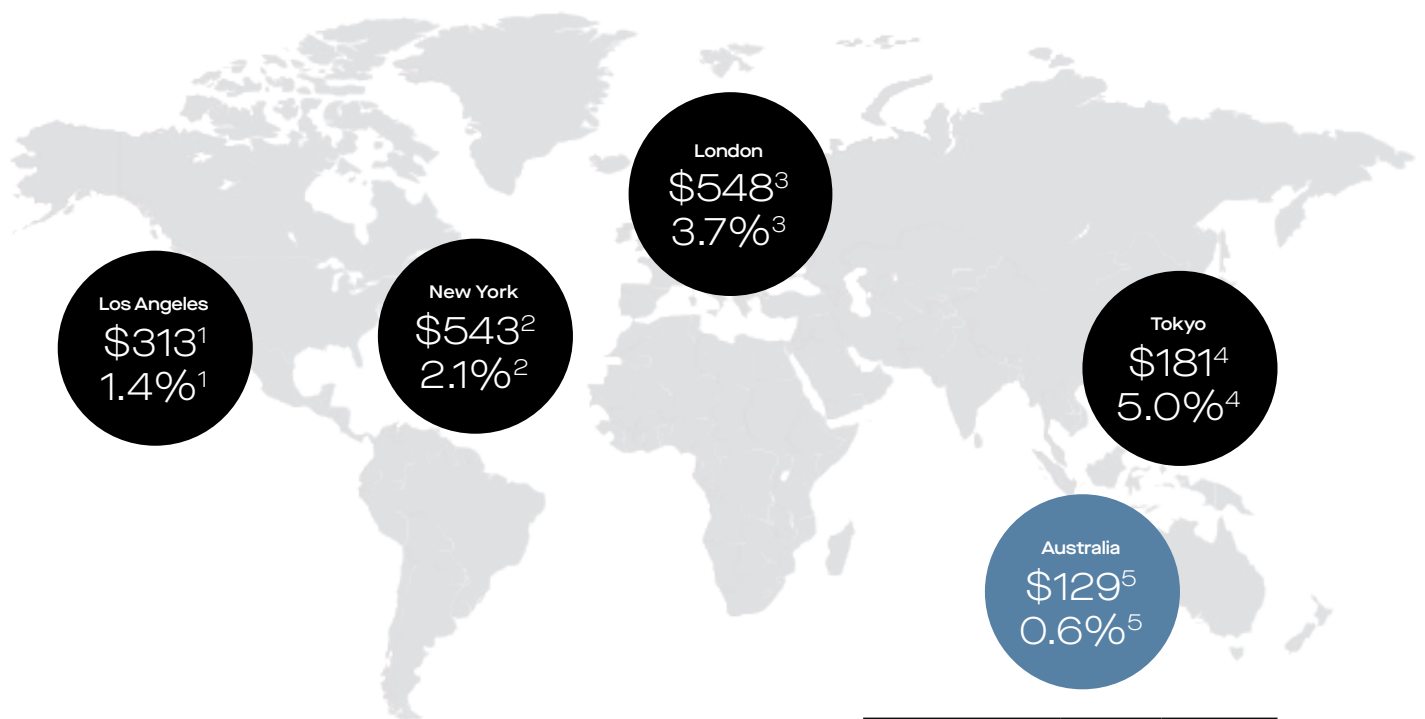 London
$548³
3.7%³
New York
$543²
2.1%²
Los Angeles
$313¹
1.4%¹
Tokyo
$181⁴
5.0%⁴
Australia
$129⁵
0.6%⁵